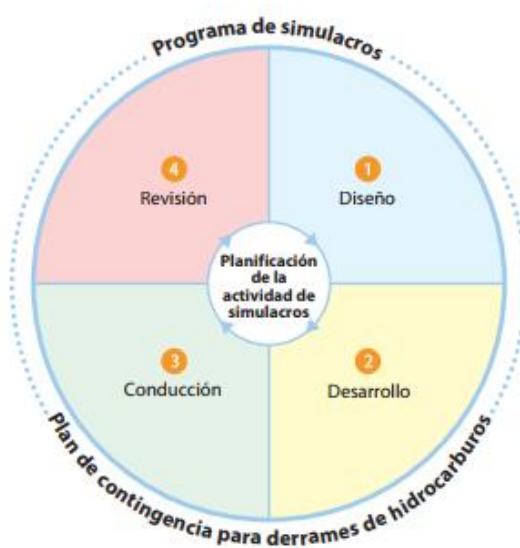 Programa de simulacros
4
Revisión
1
Diseño
Planificación
de la
actividad de
simulacros
3
Conducción
2
Desarrollo
Plan de contingencia para derrames de hidrocarburos